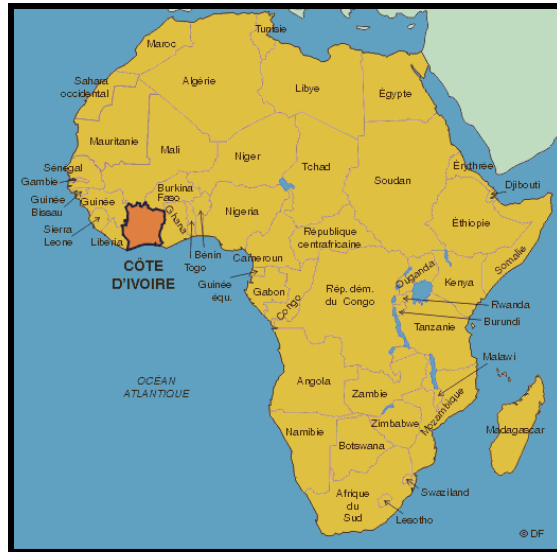 Tunisie
Maroc
Algérie
Libye
Égypte
Sahara
occidental
Mauritanie
Mali
Niger
Tchad
Soudan
Érythrée
Djibouti
Sénégal
Gambie
Guinée
Bissau
Guinée
Sierra
Leone
Libéria
Burkina
Faso
Ghana
Bénin
Togo
Nigeria
CÔTE
D'IVOIRE
Cameroun
Guinée
équ.
Gabon
Congo
République
centrafricaine
Éthiopie
Somalie
Ouganda
Kenya
Rép. dém.
du Congo
Rwanda
Burundi
Tanzanie
Malawi
OCÉAN
ATLANTIQUE
Angola
Zambie
Mozambique
Zimbabwe
Madagascar
Namibie
Botswana
Swaziland
Afrique
du
Sud
Lesotho
© DF